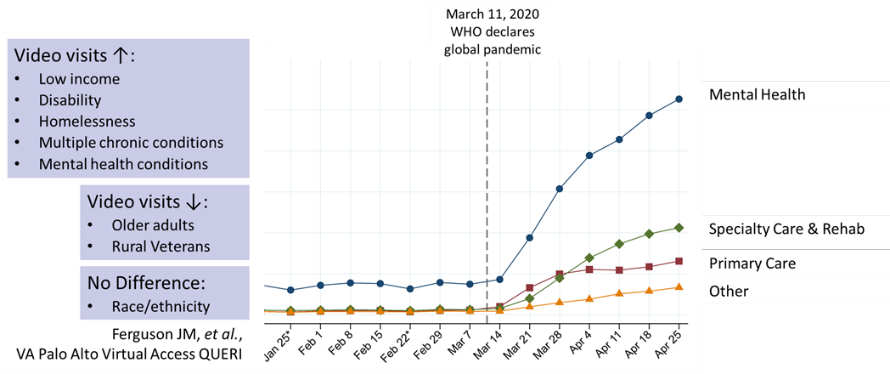 March 11, 2020
WHO declares
global pandemic
Video visits ↑:
• Low income
• Disability
• Homelessness
• Multiple chronic conditions
• Mental health conditions
Video visits ↓:
• Older adults
• Rural Veterans
No Difference:
• Race/ethnicity
Ferguson JM, et al.,
VA Palo Alto Virtual Access QUERI
Mental Health
Specialty Care & Rehab
Primary Care
Other
Jan 25*
Feb 1
Feb 8
Feb 15
Feb 22*
Feb 29
Mar 7
Mar 14
Mar 21
Mar 28
Apr 4
Apr 11
Apr 18
Apr 25